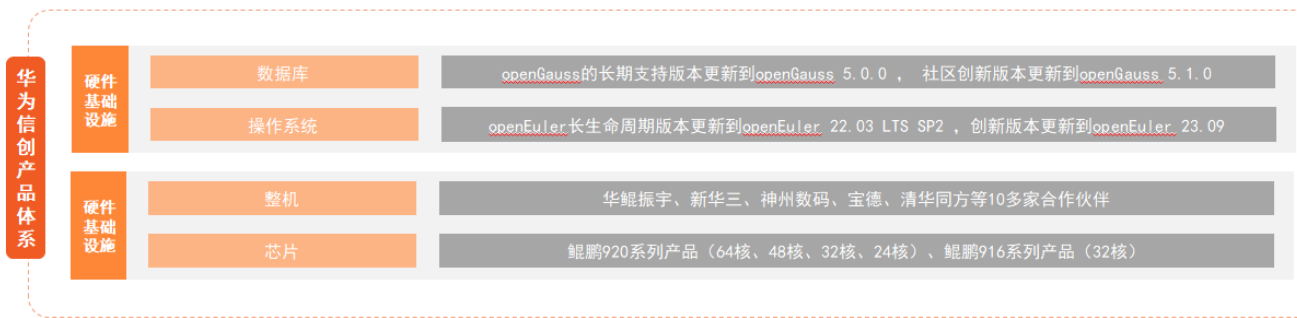 华为信创产品体系
硬件
基础
设施
数据库
openGauss的长期支持版本更新到openGauss 5.0.0 ， 社区创新版本更新到openGauss 5.1.0
操作系统
openEuler长生命周期版本更新到openEuler 22.03 LTS SP2 ，创新版本更新到openEuler 23.09
硬件
基础
设施
整机
华鲲振宇、新华三、神州数码、宝德、清华同方等10多家合作伙伴
芯片
鲲鹏920系列产品（64核、48核、32核、24核）、鲲鹏916系列产品（32核）